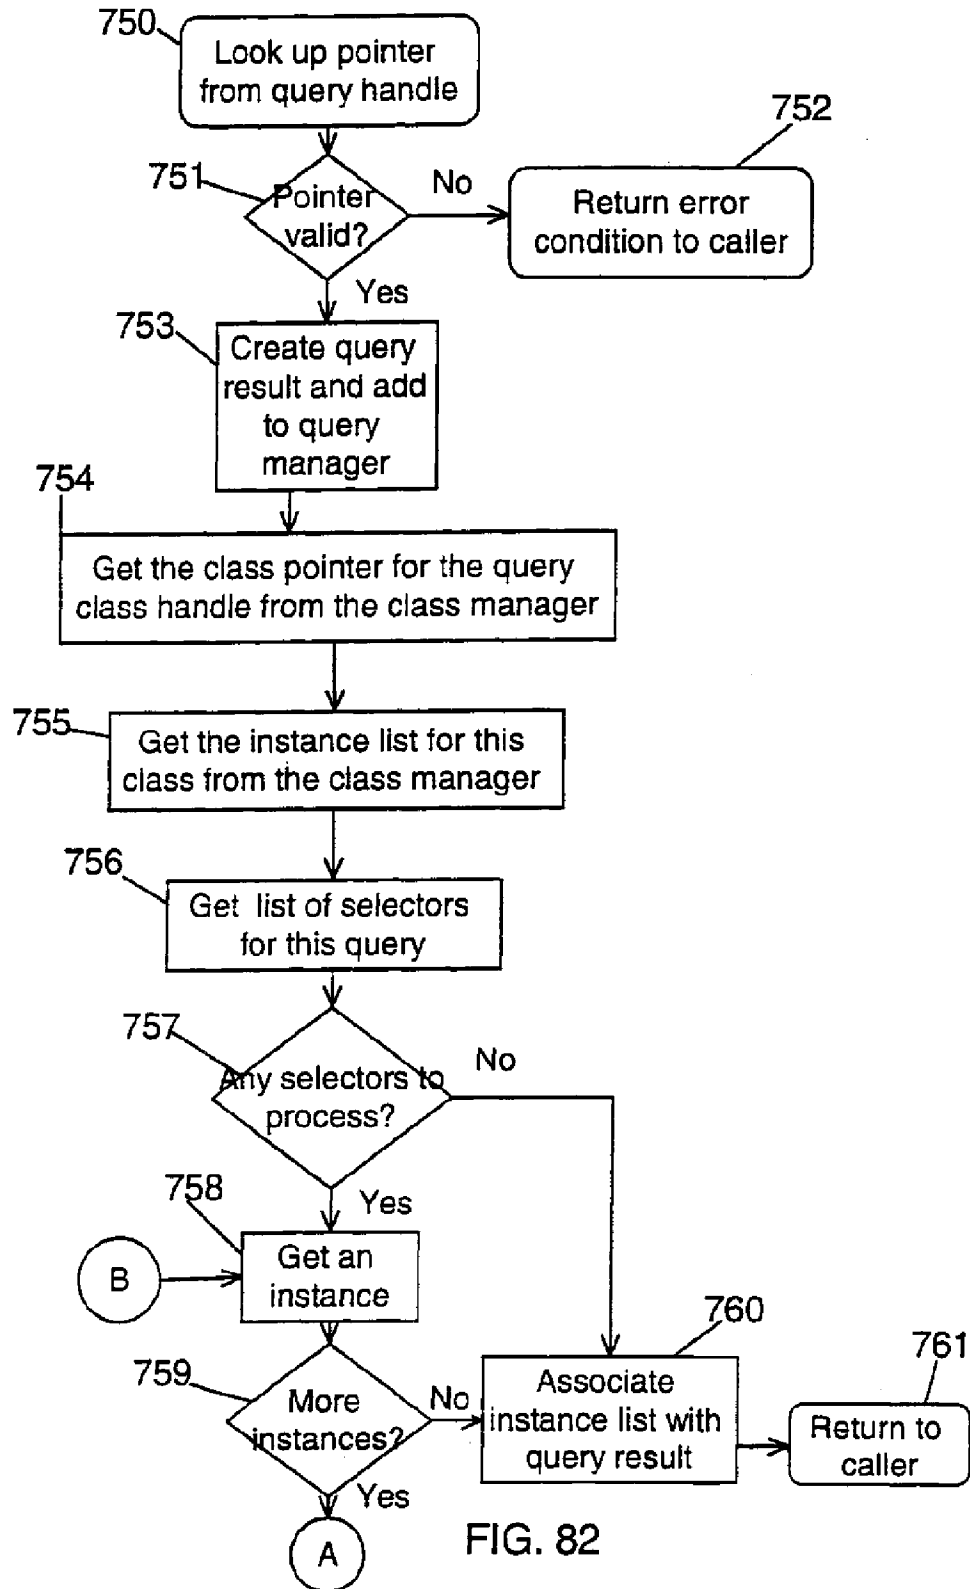 750
Look up pointer
from query handle
752
751
Pointer
valid?
No
Return error
condition to caller
Yes
753
Create query
result and add
to query
manager
754
Get the class pointer for the query
class handle from the class manager
755
Get the instance list for this
class from the class manager
756
Get list of selectors
for this query
757
Any selectors to
process?
No
Yes
758
Get an
instance
B
760
761
759
More
instances?
No
Associate
instance list with
query result
Return to
caller
Yes
A
FIG. 82